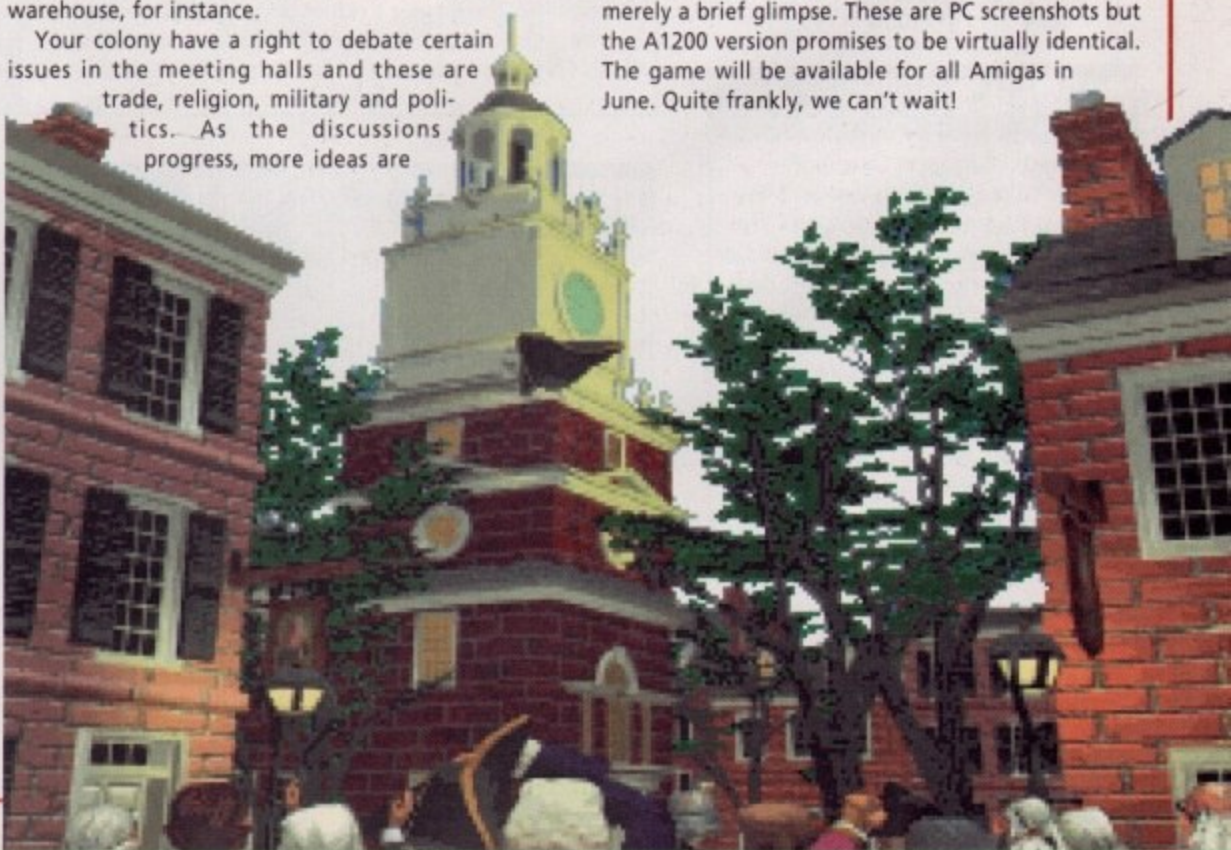 warehouse, for instance.
Your colony have a right to debate certain
issues in the meeting halls and these are
trade, religion, military and poli-
tics. As the discussions
progress, more ideas are
merely a brief glimpse. These are PC screenshots but
the A1200 version promises to be virtually identical.
The game will be available for all Amigas in
June. Quite frankly, we can't wait!